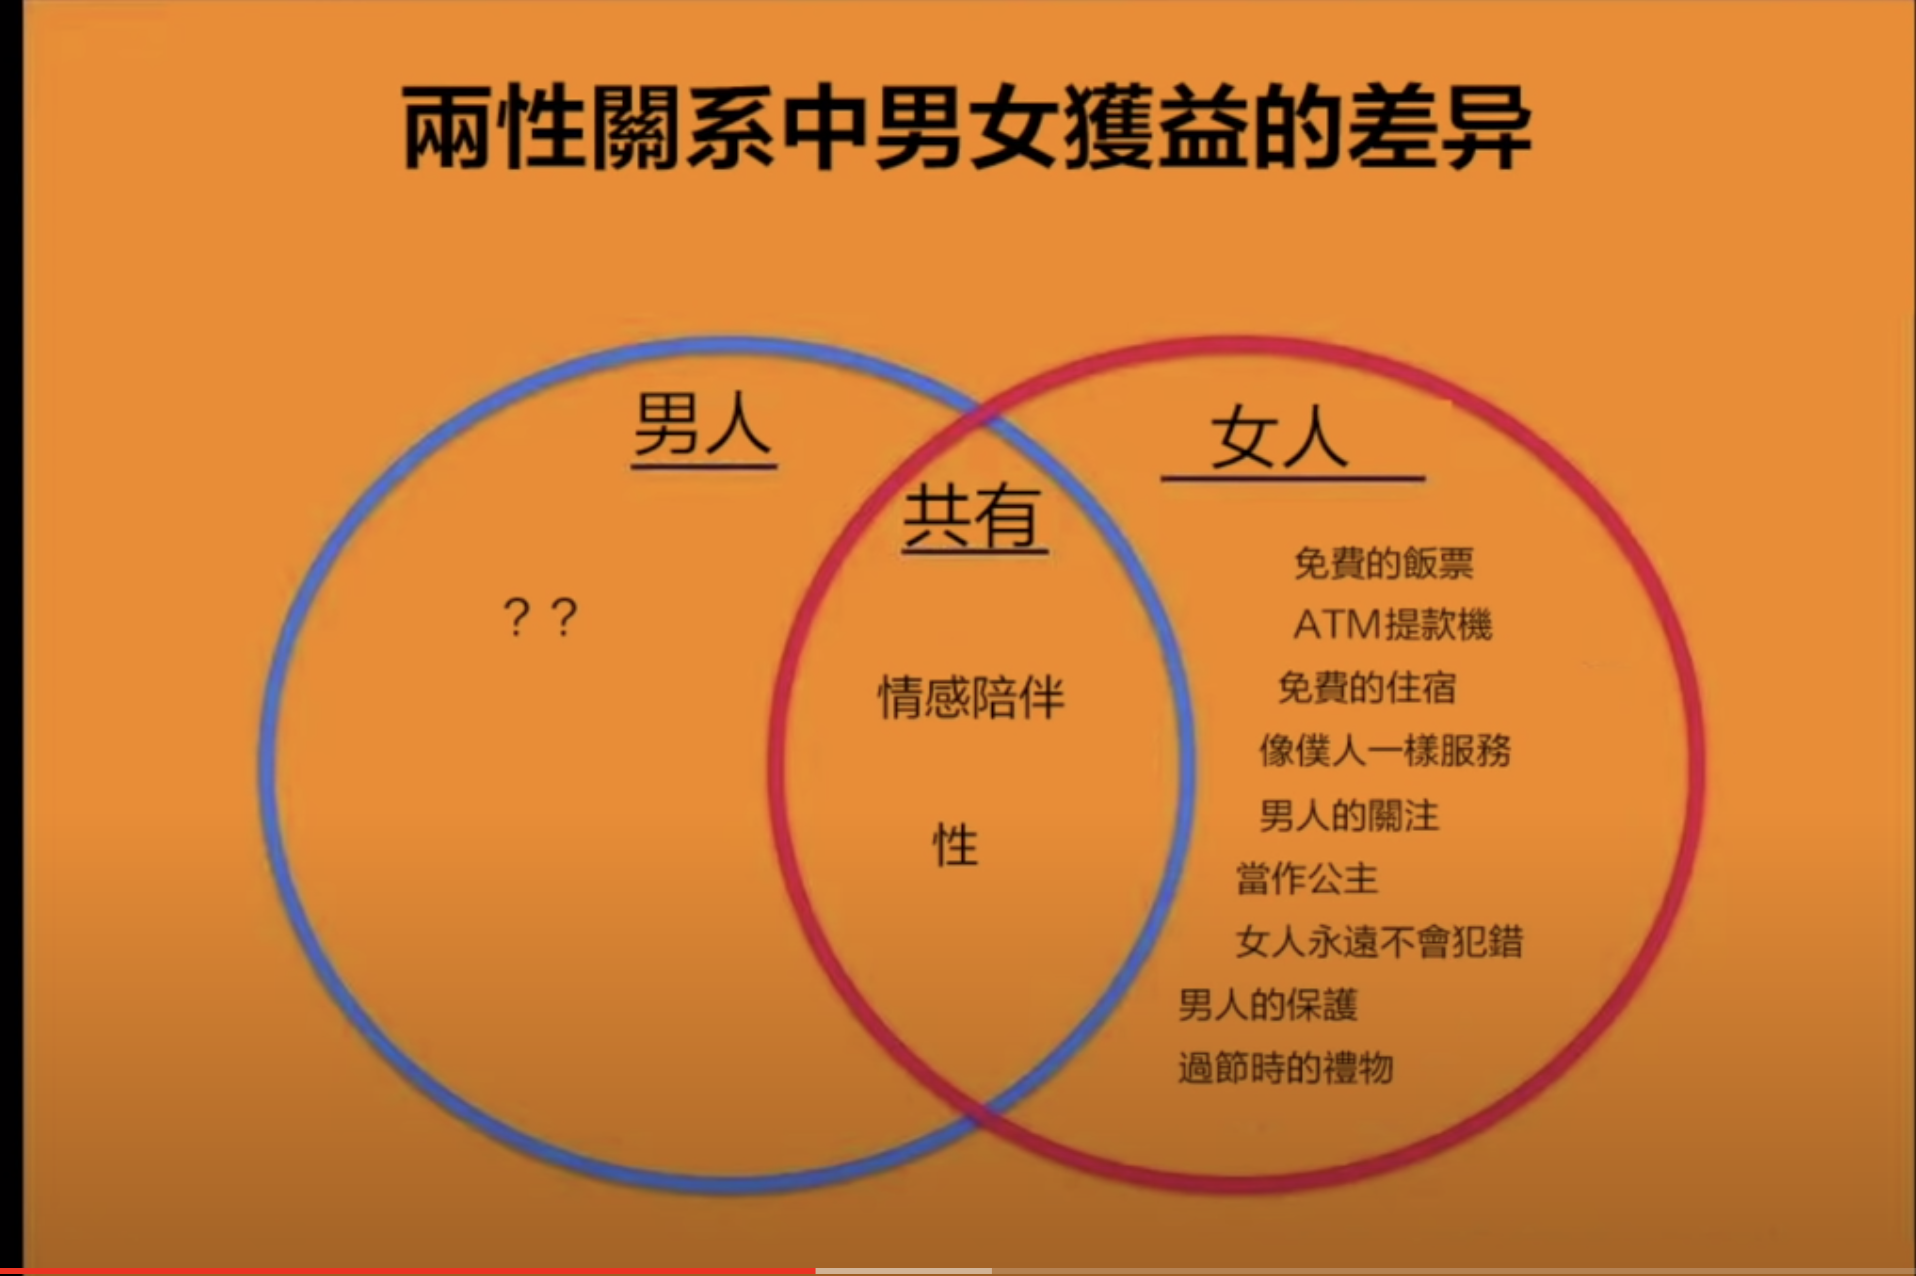 兩性關系中男女獲益的差异
男人
？？
共有
情感陪伴
性
女人
免費的飯票
ATM提款機
免費的住宿
像僕人一樣服務
男人的關注
當作公主
女人永遠不會犯錯
男人的保護
過節時的禮物